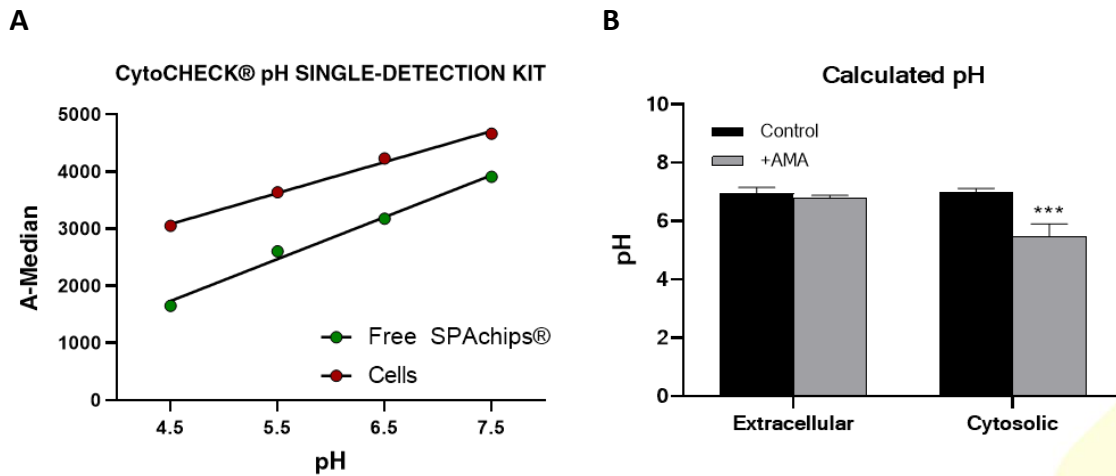 A
CytoCHECK® pH SINGLE-DETECTION KIT
5000
4000
3000
2000
1000
0
A-Median
Free SPAchips®
Cells
4.5 5.5 6.5 7.5
pH
B
Calculated pH
10
8
6
4
2
0
pH
Control
+AMA
***
Extracellular Cytosolic